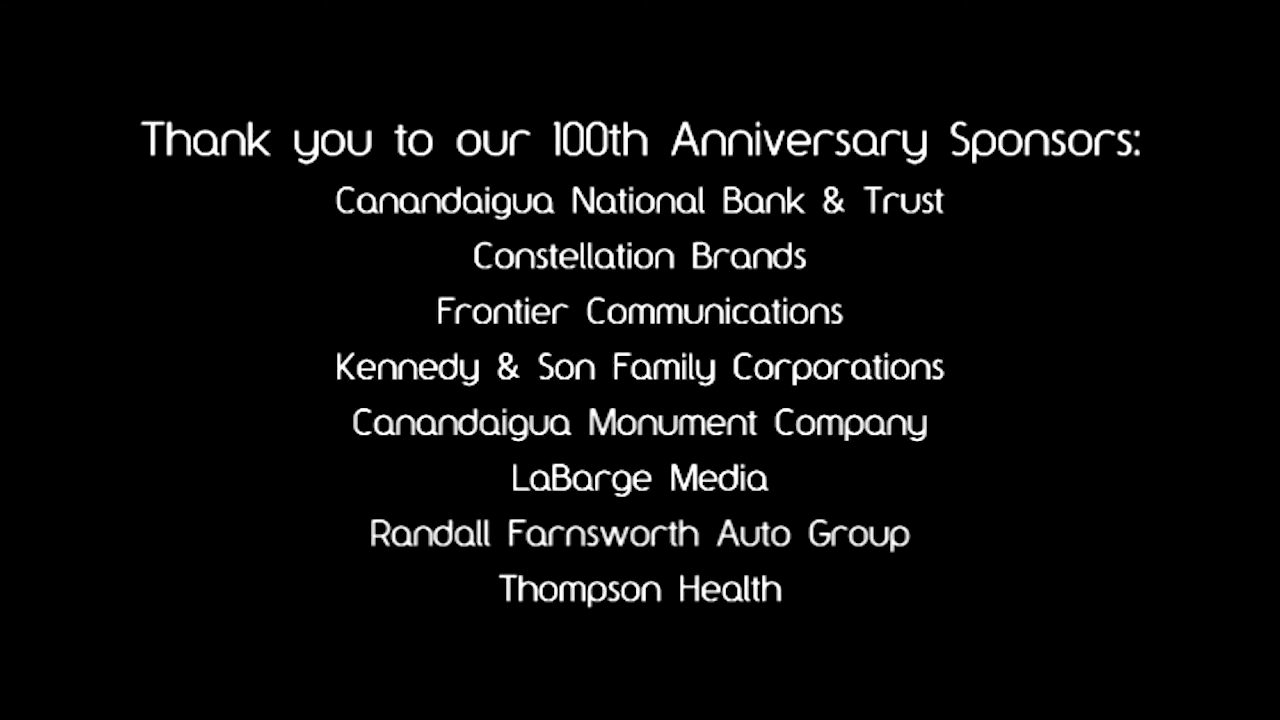 Thank you to our 100th Anniversary Sponsors:
Canandaigua National Bank & Trust
Constellation Brands
Frontier Communications
Kennedy & Son Family Corporations
Canandaigua Monument Company
LaBarge Media
Randall Farnsworth Auto Group
Thompson Health